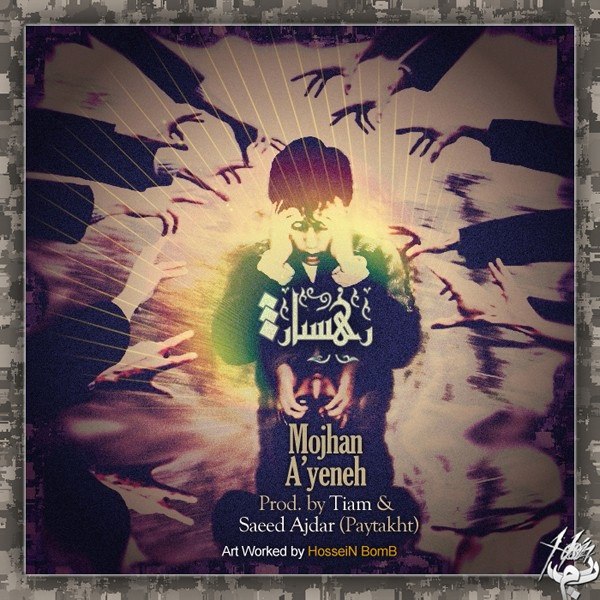 Mojhan
A'yeneh
Prod. by Tiam &
Saeed Ajdar (Paytakht)
Art Worked by HosseiN BomB